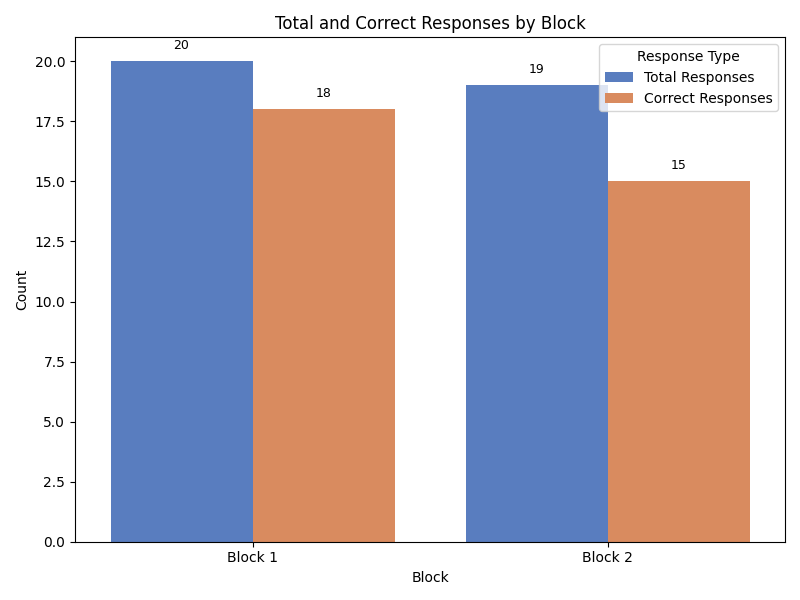 Total and Correct Responses by Block
Response Type
Total Responses
Correct Responses
20
18
19
15
20.0
17.5
15.0
12.5
10.0
7.5
5.0
2.5
0.0
Count
Block 1
Block 2
Block